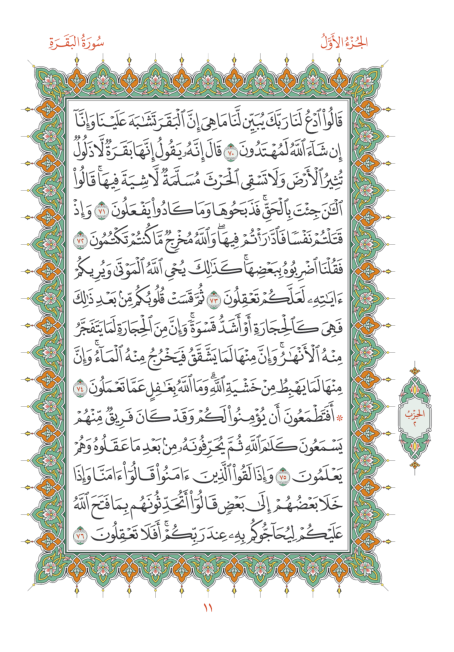 سُورَةُ البَقَرَةِ
الجُزْءُ الأَوَّلُ
قَالُواْ ٱدۡعُ لَنَا رَبَّكَ يُبَيِّن لَّنَا مَا هِيَ إِنَّ ٱلۡبَقَرَ تَشَٰبَهَ عَلَيۡنَا وَإِنَّآ
إِن شَآءَ ٱللَّهُ لَمُهۡتَدُونَ ٧٠ قَالَ إِنَّهُۥ يَقُولُ إِنَّهَا بَقَرَةٞ لَّا ذَلُولٞ
تُثِيرُ ٱلۡأَرۡضَ وَلَا تَسۡقِي ٱلۡحَرۡثَ مُسَلَّمَةٞ لَّا شِيَةَ فِيهَاۚ قَالُواْ
ٱلۡـَٰٔنَ جِئۡتَ بِٱلۡحَقِّۚ فَذَبَحُوهَا وَمَا كَادُواْ يَفۡعَلُونَ ٧١ وَإِذۡ
قَتَلۡتُمۡ نَفۡسٗا فَٱدَّٰرَٰٔتُمۡ فِيهَاۖ وَٱللَّهُ مُخۡرِجٞ مَّا كُنتُمۡ تَكۡتُمُونَ ٧٢
فَقُلۡنَا ٱضۡرِبُوهُ بِبَعۡضِهَاۚ كَذَٰلِكَ يُحۡيِ ٱللَّهُ ٱلۡمَوۡتَىٰ وَيُرِيكُمۡ
ءَايَٰتِهِۦ لَعَلَّكُمۡ تَعۡقِلُونَ ٧٣ ثُمَّ قَسَتۡ قُلُوبُكُم مِّنۢ بَعۡدِ ذَٰلِكَ
فَهِيَ كَٱلۡحِجَارَةِ أَوۡ أَشَدُّ قَسۡوَةٗۚ وَإِنَّ مِنَ ٱلۡحِجَارَةِ لَمَا يَتَفَجَّرُ
مِنۡهُ ٱلۡأَنۡهَٰرُۚ وَإِنَّ مِنۡهَا لَمَا يَشَّقَّقُ فَيَخۡرُجُ مِنۡهُ ٱلۡمَآءُۚ وَإِنَّ
مِنۡهَا لَمَا يَهۡبِطُ مِنۡ خَشۡيَةِ ٱللَّهِۗ وَمَا ٱللَّهُ بِغَٰفِلٍ عَمَّا تَعۡمَلُونَ ٧٤
۞ أَفَتَطۡمَعُونَ أَن يُؤۡمِنُواْ لَكُمۡ وَقَدۡ كَانَ فَرِيقٞ مِّنۡهُمۡ
يَسۡمَعُونَ كَلَٰمَ ٱللَّهِ ثُمَّ يُحَرِّفُونَهُۥ مِنۢ بَعۡدِ مَا عَقَلُوهُ وَهُمۡ
يَعۡلَمُونَ ٧٥ وَإِذَا لَقُواْ ٱلَّذِينَ ءَامَنُواْ قَالُوٓاْ ءَامَنَّا وَإِذَا
خَلَا بَعۡضُهُمۡ إِلَىٰ بَعۡضٖ قَالُوٓاْ أَتُحَدِّثُونَهُم بِمَا فَتَحَ ٱللَّهُ
عَلَيۡكُمۡ لِيُحَآجُّوكُم بِهِۦ عِندَ رَبِّكُمۡۚ أَفَلَا تَعۡقِلُونَ ٧٦
الحِزْب
٢
١١